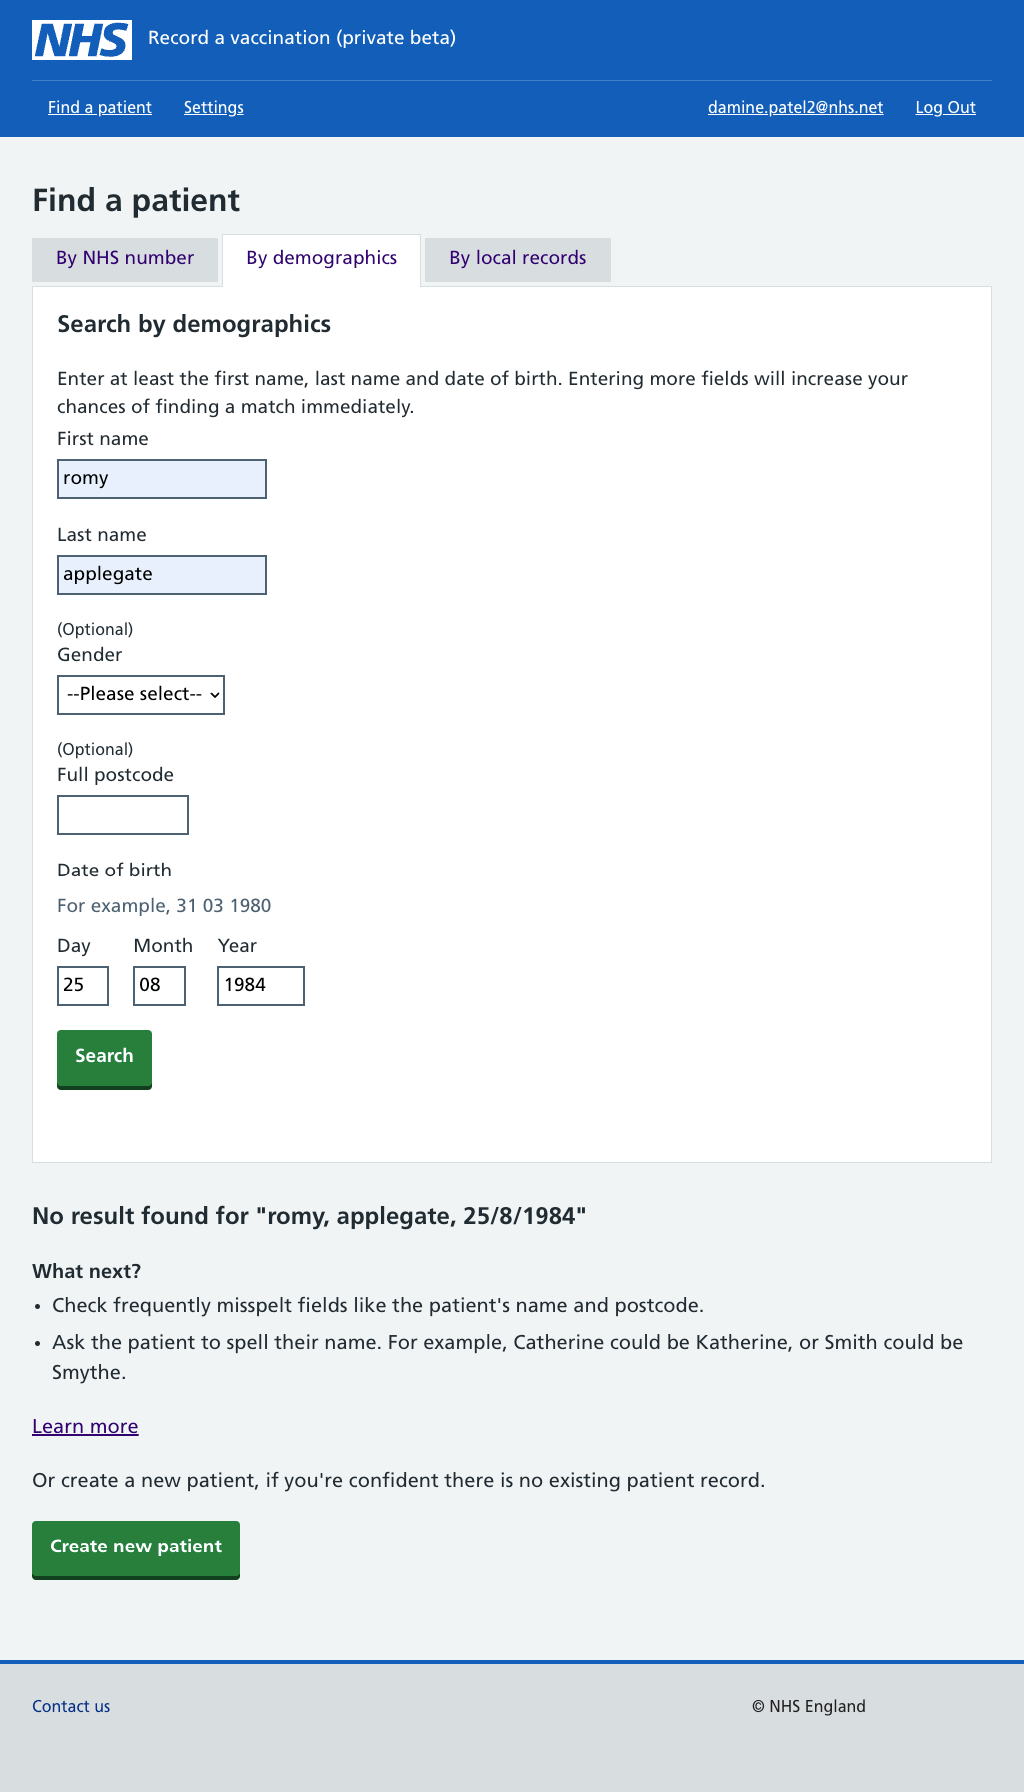 NHS Record a vaccination (private beta)
Find a patient Settings damine.patel2@nhs.net Log Out
Find a patient
By NHS number By demographics By local records
Search by demographics
Enter at least the first name, last name and date of birth. Entering more fields will increase your
chances of finding a match immediately.
First name
romy
Last name
applegate
(Optional)
Gender
--Please select--
(Optional)
Full postcode
Date of birth
For example, 31 03 1980
Day Month Year
25 08 1984
Search
No result found for "romy, applegate, 25/8/1984"
What next?
• Check frequently misspelt fields like the patient's name and postcode.
• Ask the patient to spell their name. For example, Catherine could be Katherine, or Smith could be
Smythe.
Learn more
Or create a new patient, if you're confident there is no existing patient record.
Create new patient
Contact us © NHS England